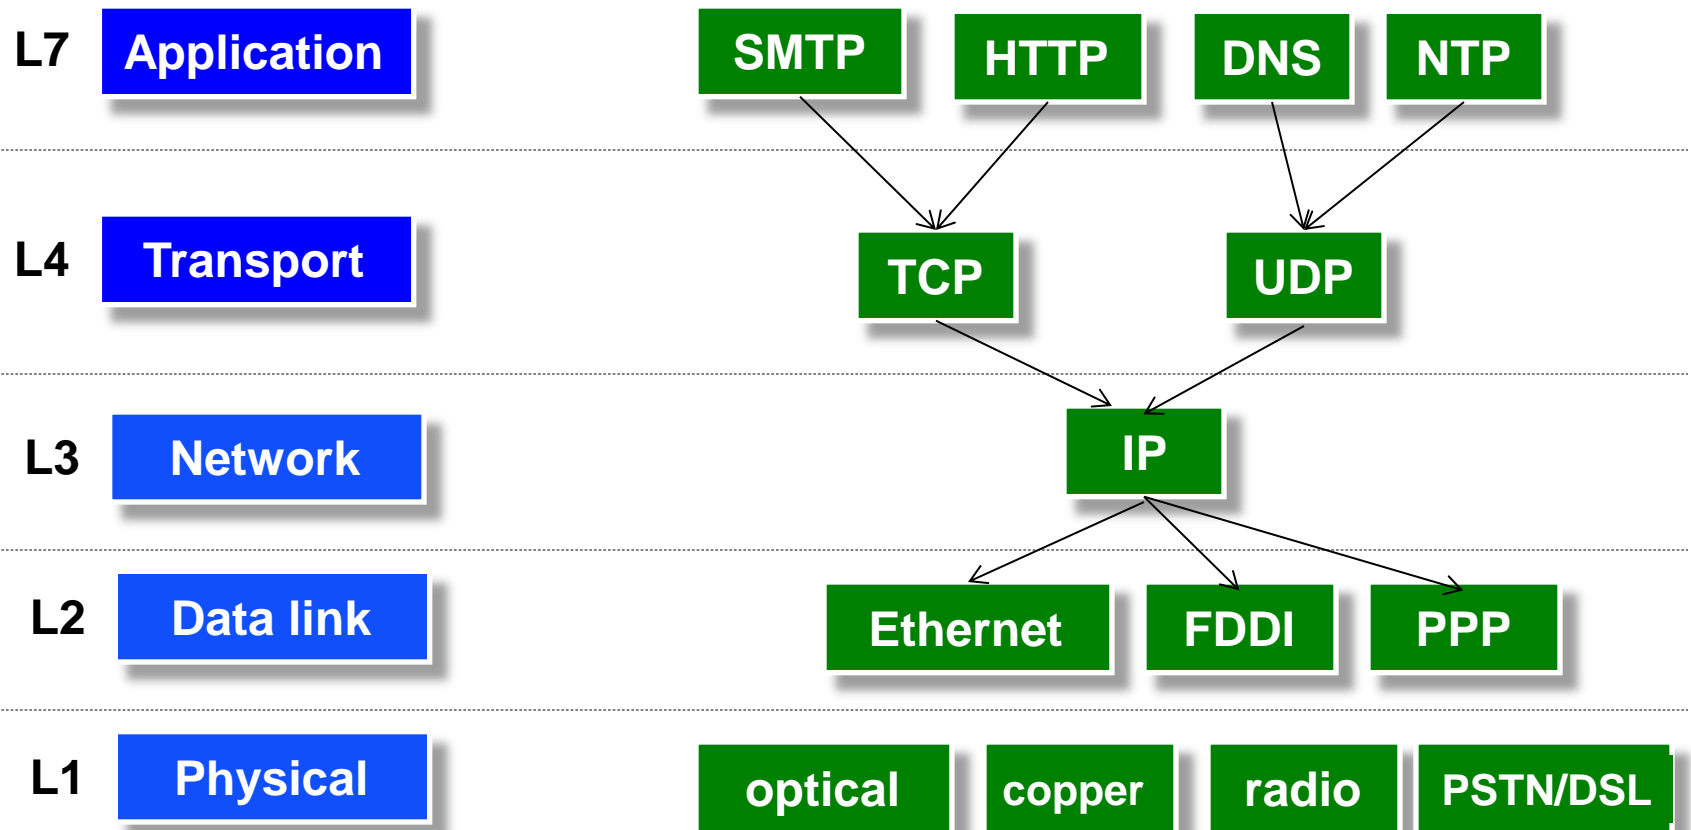 L7 Application SMTP HTTP DNS NTP
L4 Transport TCP UDP
L3 Network IP
L2 Data link Ethernet FDDI PPP
L1 Physical optical copper radio PSTN/DSL